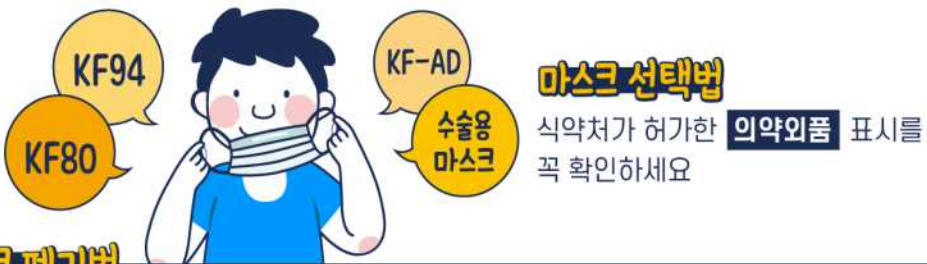 KF94
KF80
KF-AD
수술용
마스크
마스크 선택법
식약처가 허가한 의약외품 표시를
꼭 확인하세요